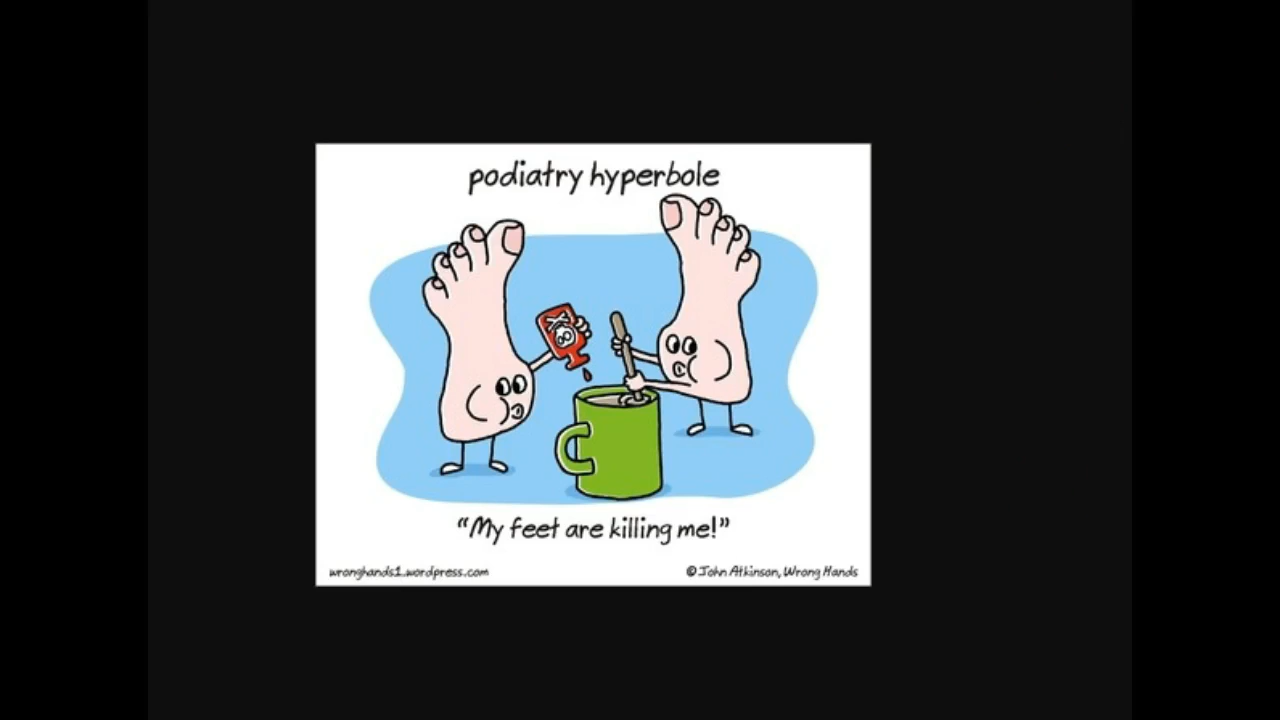 podiatry hyperbole
“My feet are killing me!”
wronghands1.wordpress.com
© John Atkinson, Wrong Hands